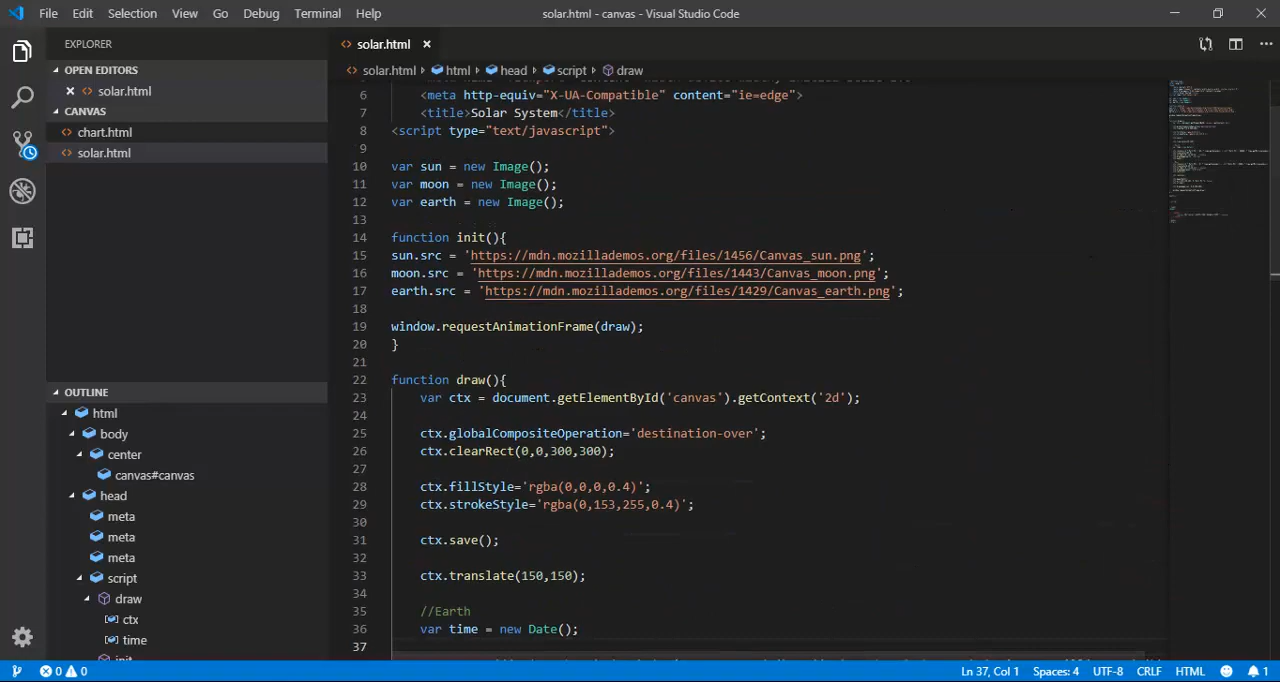 File Edit Selection View Go Debug Terminal Help solar.html - canvas - Visual Studio Code
EXPLORER
OPEN EDITORS
solar.html
CANVAS
chart.html
solar.html
OUTLINE
html
body
center
canvas#canvas
head
meta
meta
meta
script
draw
ctx
time
solar.html
solar.html html head script draw
6 <meta http-equiv="X-UA-Compatible" content="ie=edge">
7 <title>Solar System</title>
8 <script type="text/javascript">
9
10 var sun = new Image();
11 var moon = new Image();
12 var earth = new Image();
13
14 function init(){
15 sun.src = 'https://mdn.mozillademos.org/files/1456/Canvas_sun.png';
16 moon.src = 'https://mdn.mozillademos.org/files/1443/Canvas_moon.png';
17 earth.src = 'https://mdn.mozillademos.org/files/1429/Canvas_earth.png';
18
19 window.requestAnimationFrame(draw);
20 }
21
22 function draw(){
23 var ctx = document.getElementById('canvas').getContext('2d');
24
25 ctx.globalCompositeOperation='destination-over';
26 ctx.clearRect(0,0,300,300);
27
28 ctx.fillStyle='rgba(0,0,0,0.4)';
29 ctx.strokeStyle='rgba(0,153,255,0.4)';
30
31 ctx.save();
32
33 ctx.translate(150,150);
34
35 //Earth
36 var time = new Date();
37
0 0 Ln 37, Col 1 Spaces: 4 UTF-8 CRLF HTML 1